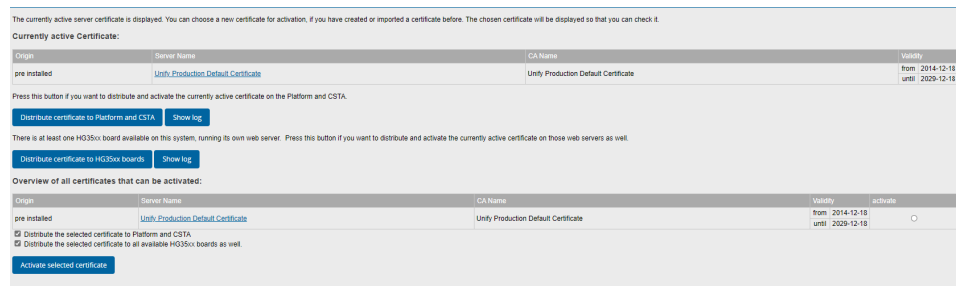 The currently active server certificate is displayed. You can choose a new certificate for activation, if you have created or imported a certificate before. The chosen certificate will be displayed so that you can check it.
Currently active Certificate:
Origin Server Name CA Name Validity
pre installed Unify Production Default Certificate Unify Production Default Certificate from 2014-12-18
until 2029-12-18
Press this button if you want to distribute and activate the currently active certificate on the Platform and CSTA.
Distribute certificate to Platform and CSTA Show log
There is at least one HG35xx board available on this system, running its own web server. Press this button if you want to distribute and activate the currently active certificate on those web servers as well.
Distribute certificate to HG35xx boards Show log
Overview of all certificates that can be activated:
Origin Server Name CA Name Validity activate
pre installed Unify Production Default Certificate Unify Production Default Certificate from 2014-12-18
until 2029-12-18
Distribute the selected certificate to Platform and CSTA
Distribute the selected certificate to all available HG35xx boards as well.
Activate selected certificate